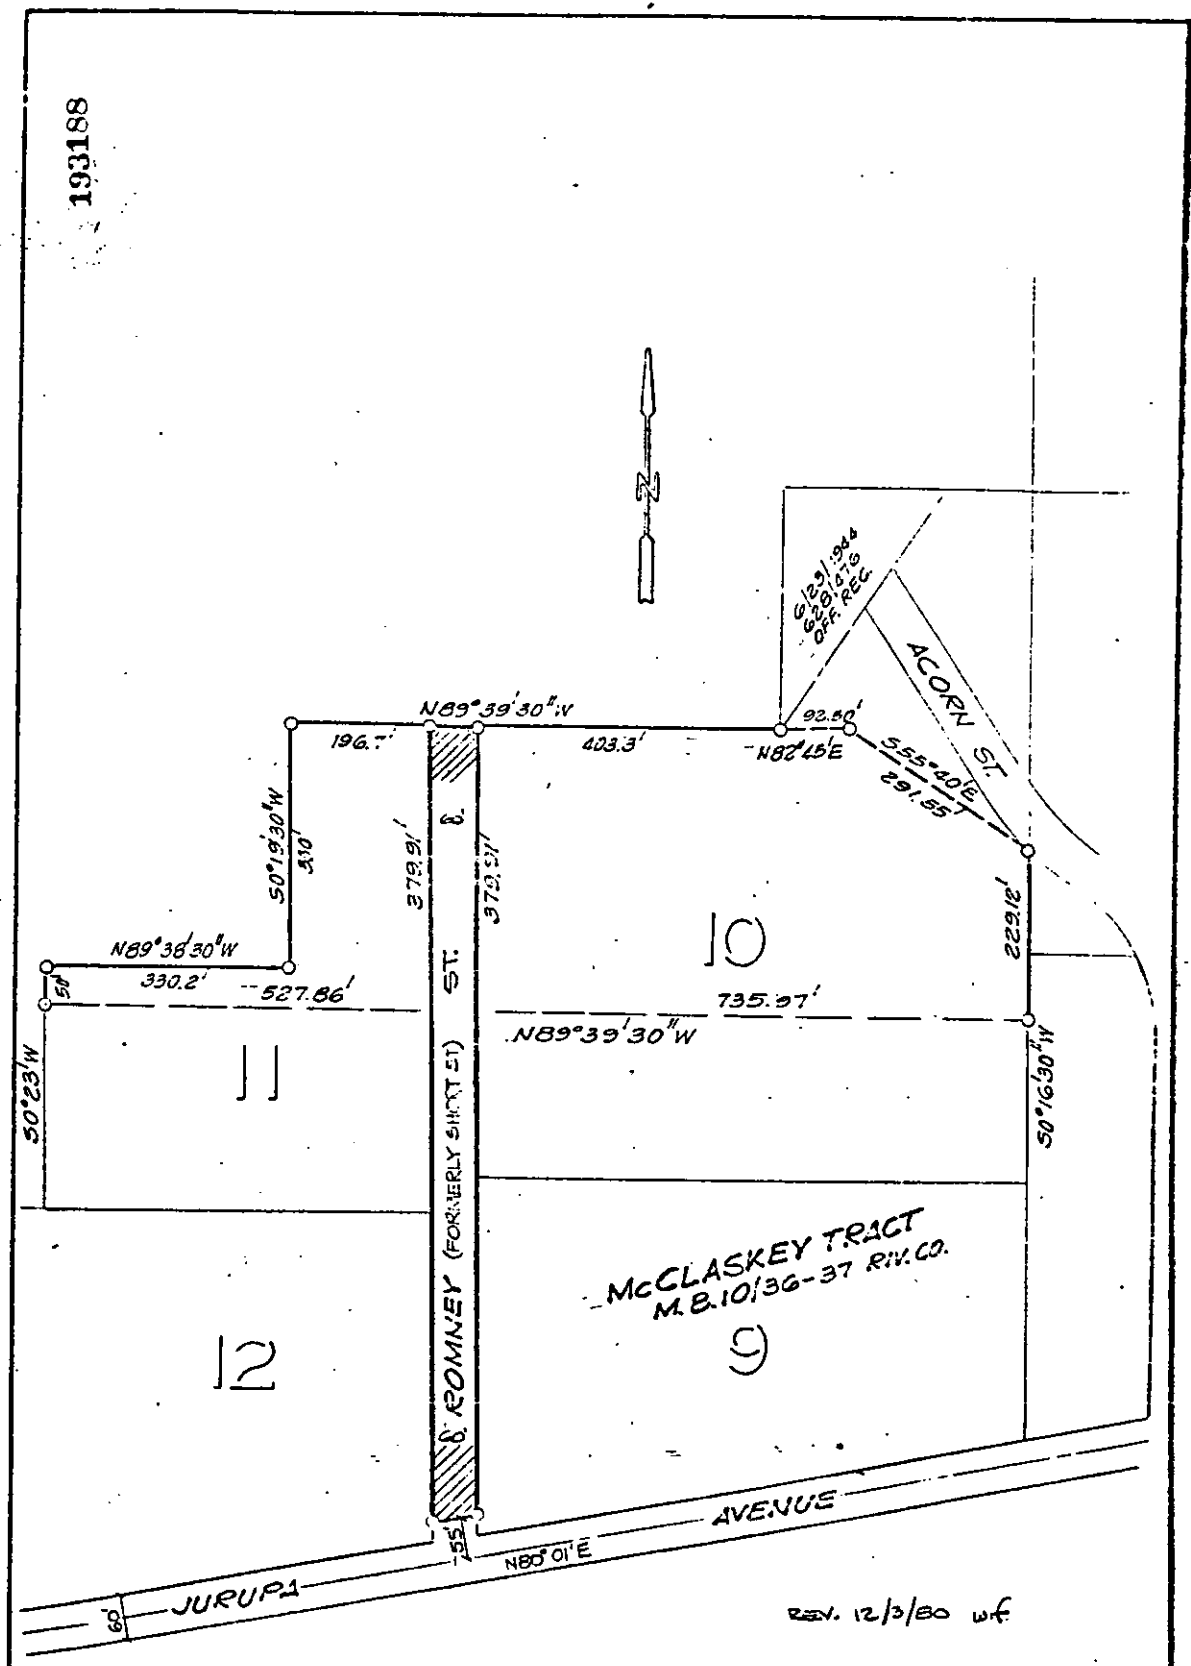 193188
N
6/23/1944
628/476
OFF. REC.
ACORN ST.
N89°39'30"W
196.7'
403.3'
92.50'
N82°45'E
S55°40'E
291.55'
S0°19'30"W
330'
379.91'
379.91'
229.12'
10
N89°38'30"W
330.2'
50'
527.86'
735.97'
N89°39'30"W
S0°23'W
11
S0°16'30"W
& ROMNEY (FORMERLY SHORT ST.) ST. &
McCLASKEY TRACT
M.B. 10/36-37 RIV. CO.
12
9
55'
N80°01'E
JURUPA AVENUE
60'
REV. 12/3/80 wf